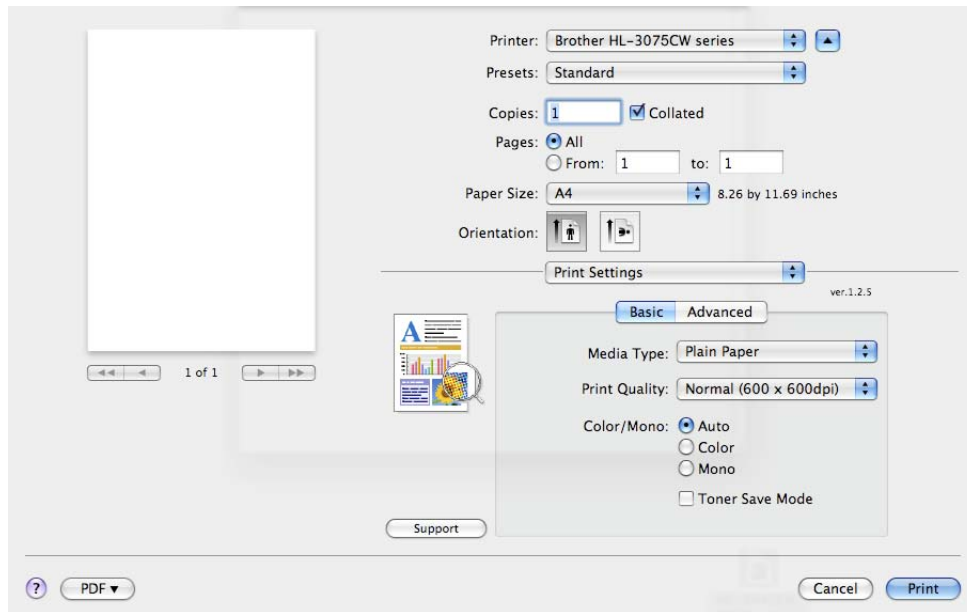 Printer: Brother HL-3075CW series
Presets: Standard
Copies: 1 Collated
Pages: All
From: 1 to: 1
Paper Size: A4 8.26 by 11.69 inches
Orientation:
Print Settings
ver.1.2.5
Basic Advanced
Media Type: Plain Paper
1 of 1
Print Quality: Normal (600 x 600dpi)
Color/Mono: Auto
Color
Mono
Toner Save Mode
Support
? PDF Cancel Print